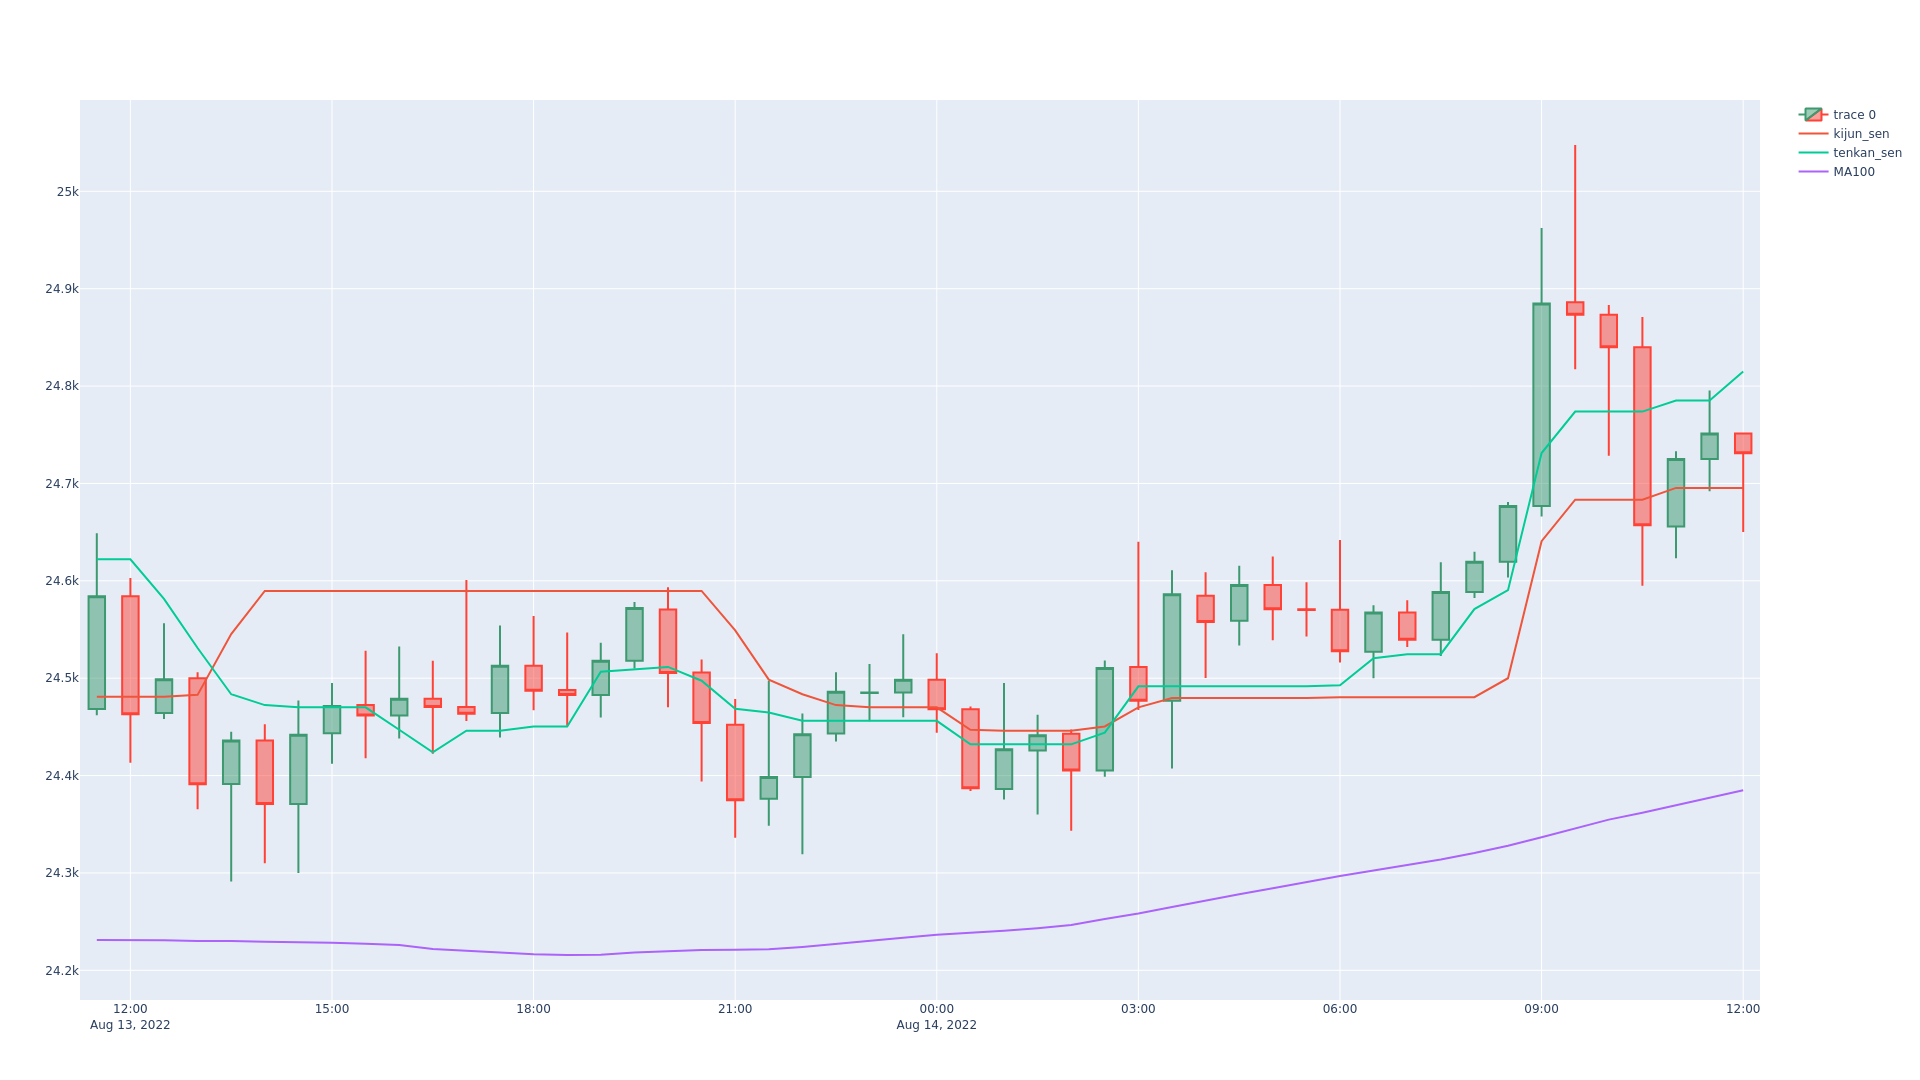 trace 0
kijun_sen
tenkan_sen
MA100
25k
24.9k
24.8k
24.7k
24.6k
24.5k
24.4k
24.3k
24.2k
12:00 15:00 18:00 21:00 00:00 03:00 06:00 09:00 12:00
Aug 13, 2022 Aug 14, 2022